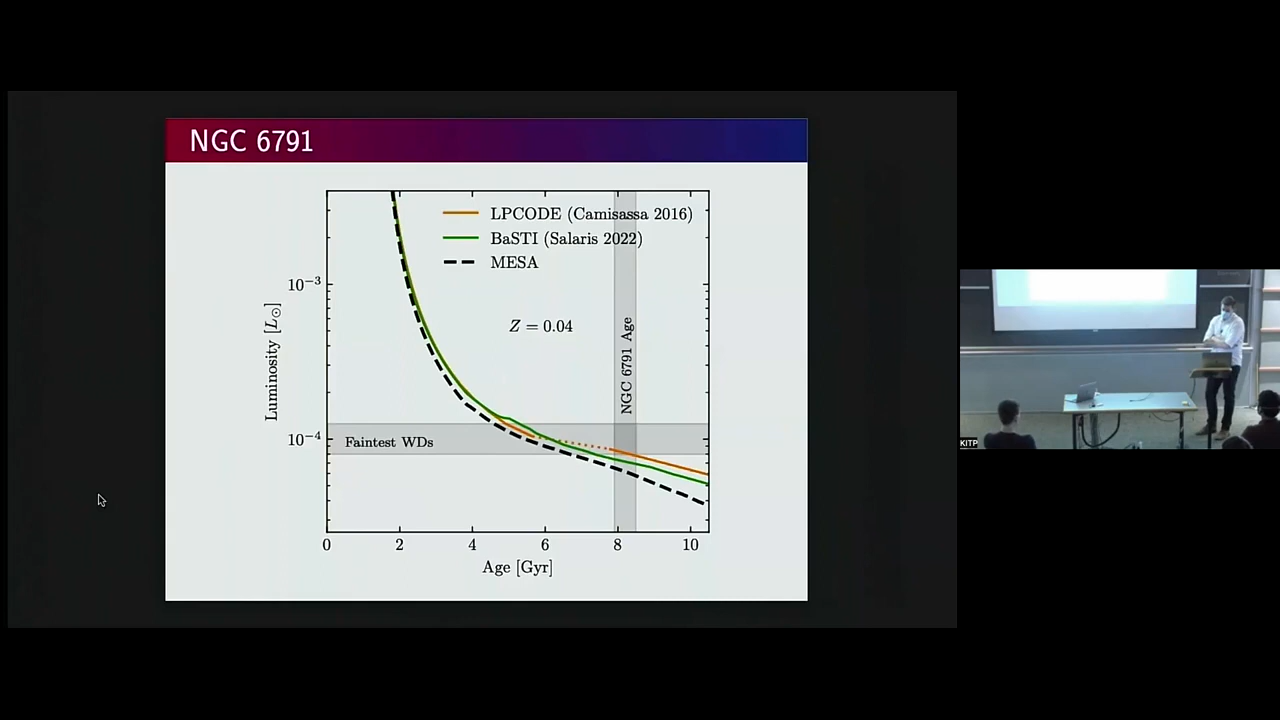 NGC 6791
LPCODE (Camisassa 2016)
BaSTI (Salaris 2022)
MESA
Z = 0.04
NGC 6791 Age
Faintest WDs
Luminosity [L⊙]
10⁻³
10⁻⁴
0 2 4 6 8 10
Age [Gyr]
KITP